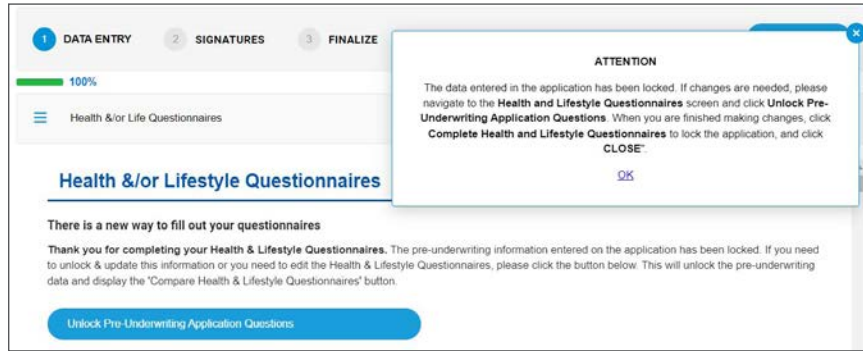 1 DATA ENTRY 2 SIGNATURES 3 FINALIZE
100%
Health &/or Life Questionnaires
ATTENTION
The data entered in the application has been locked. If changes are needed, please
navigate to the Health and Lifestyle Questionnaires screen and click Unlock Pre-
Underwriting Application Questions. When you are finished making changes, click
Complete Health and Lifestyle Questionnaires to lock the application, and click
CLOSE".
OK
Health &/or Lifestyle Questionnaires
There is a new way to fill out your questionnaires
Thank you for completing your Health & Lifestyle Questionnaires. The pre-underwriting information entered on the application has been locked. If you need
to unlock & update this information or you need to edit the Health & Lifestyle Questionnaires, please click the button below. This will unlock the pre-underwriting
data and display the 'Compare Health & Lifestyle Questionnaires' button.
Unlock Pre-Underwriting Application Questions